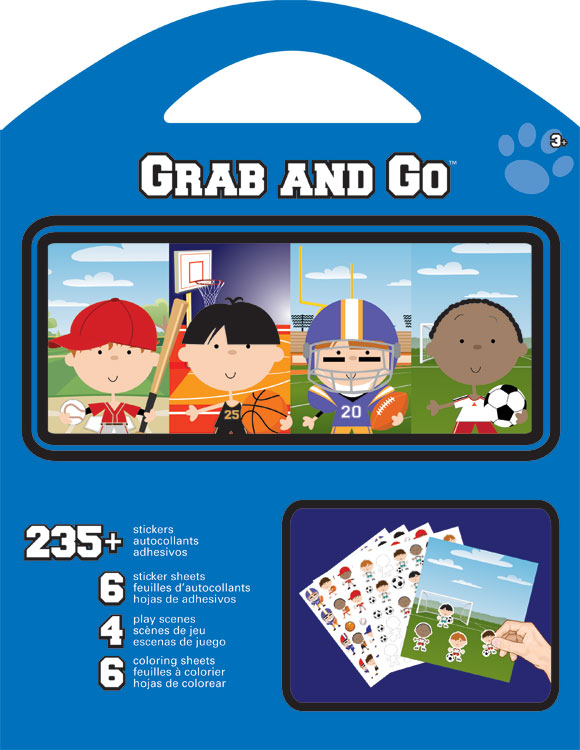 3+
GRAB AND GO™
25
20
235+
stickers
autocollants
adhesivos
6
sticker sheets
feuilles d'autocollants
hojas de adhesivos
4
play scenes
scènes de jeu
escenas de juego
6
coloring sheets
feuilles à colorier
hojas de colorear